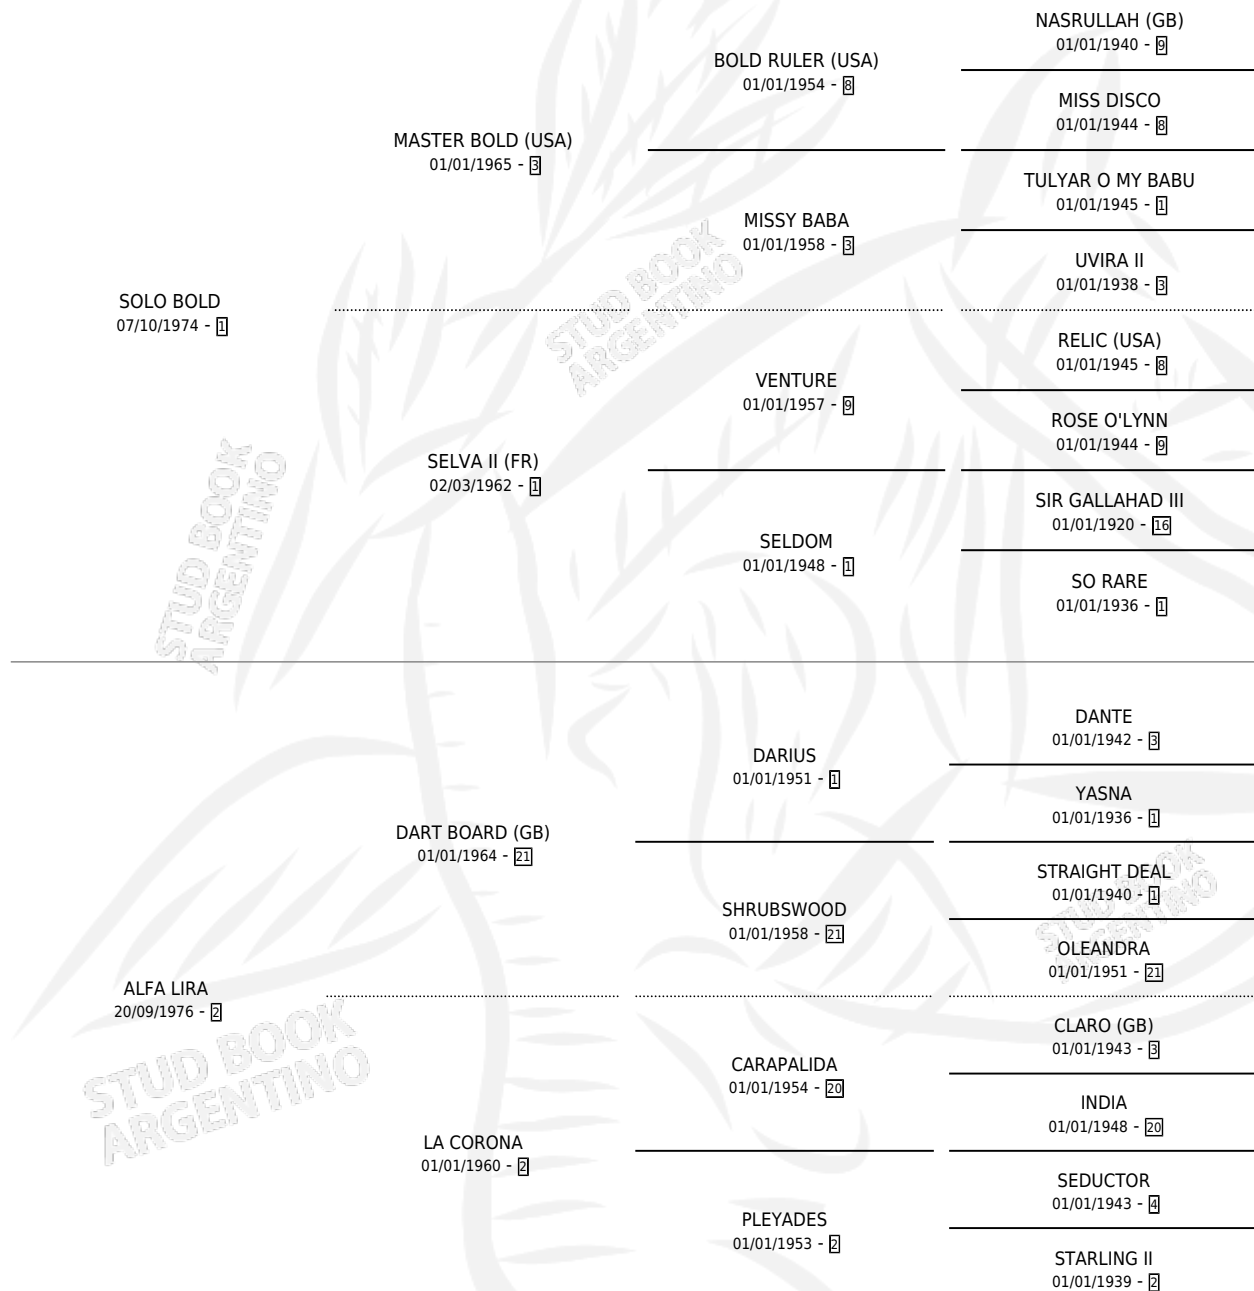 NASRULLAH (GB)
01/01/1940 - 9
BOLD RULER (USA)
01/01/1954 - 8
MISS DISCO
01/01/1944 - 8
MASTER BOLD (USA)
01/01/1965 - 3
TULYAR O MY BABU
01/01/1945 - 1
MISSY BABA
01/01/1958 - 3
UVIRA II
01/01/1938 - 3
SOLO BOLD
07/10/1974 - 1
RELIC (USA)
01/01/1945 - 8
VENTURE
01/01/1957 - 9
ROSE O'LYNN
01/01/1944 - 9
SELVA II (FR)
02/03/1962 - 1
SIR GALLAHAD III
01/01/1920 - 16
SELDOM
01/01/1948 - 1
SO RARE
01/01/1936 - 1
DANTE
01/01/1942 - 3
DARIUS
01/01/1951 - 1
YASNA
01/01/1936 - 1
DART BOARD (GB)
01/01/1964 - 21
STRAIGHT DEAL
01/01/1940 - 1
SHRUBSWOOD
01/01/1958 - 21
OLEANDRA
01/01/1951 - 21
ALFA LIRA
20/09/1976 - 2
CLARO (GB)
01/01/1943 - 3
CARAPALIDA
01/01/1954 - 20
INDIA
01/01/1948 - 20
LA CORONA
01/01/1960 - 2
SEDUCTOR
01/01/1943 - 4
PLEYADES
01/01/1953 - 2
STARLING II
01/01/1939 - 2
STUD BOOK
ARGENTINO
STUD BOOK
ARGENTINO
STUD BOOK
ARGENTINO
STUD BOOK
ARGENTINO